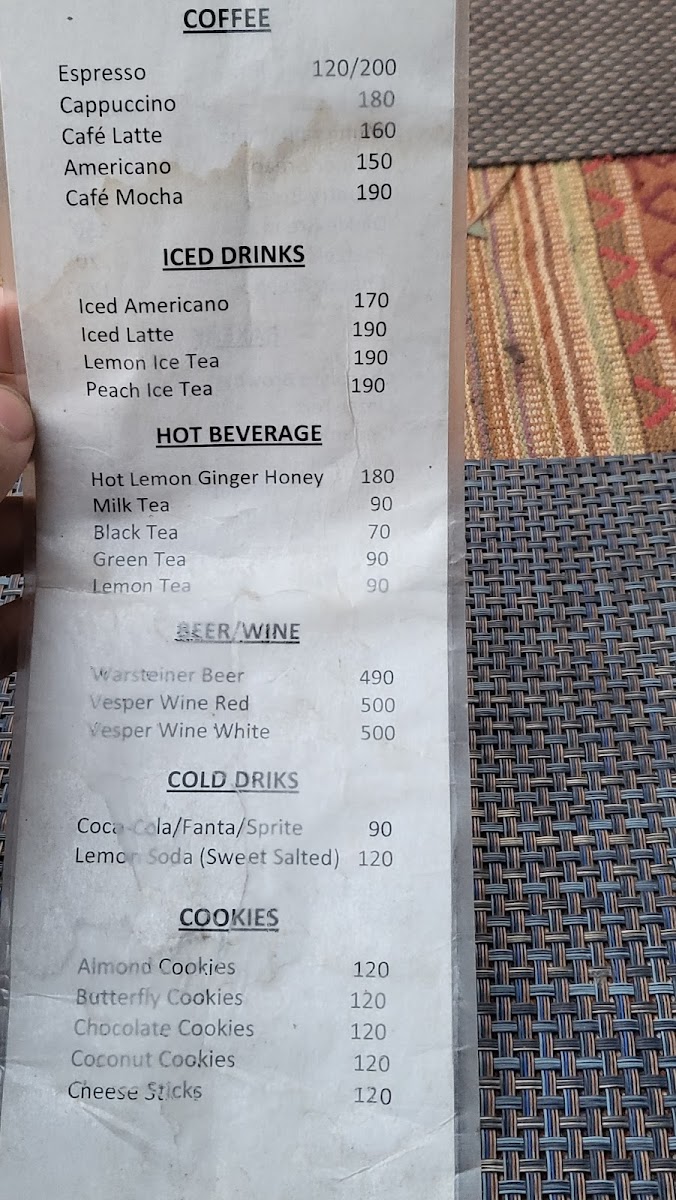 COFFEE
Espresso 120/200
Cappuccino 180
Café Latte 160
Americano 150
Café Mocha 190
ICED DRINKS
Iced Americano 170
Iced Latte 190
Lemon Ice Tea 190
Peach Ice Tea 190
HOT BEVERAGE
Hot Lemon Ginger Honey 180
Milk Tea 90
Black Tea 70
Green Tea 90
Lemon Tea 90
BEER/WINE
Warsteiner Beer 490
Vesper Wine Red 500
Vesper Wine White 500
COLD DRIKS
Coca-Cola/Fanta/Sprite 90
Lemon Soda (Sweet Salted) 120
COOKIES
Almond Cookies 120
Butterfly Cookies 120
Chocolate Cookies 120
Coconut Cookies 120
Cheese Sticks 120